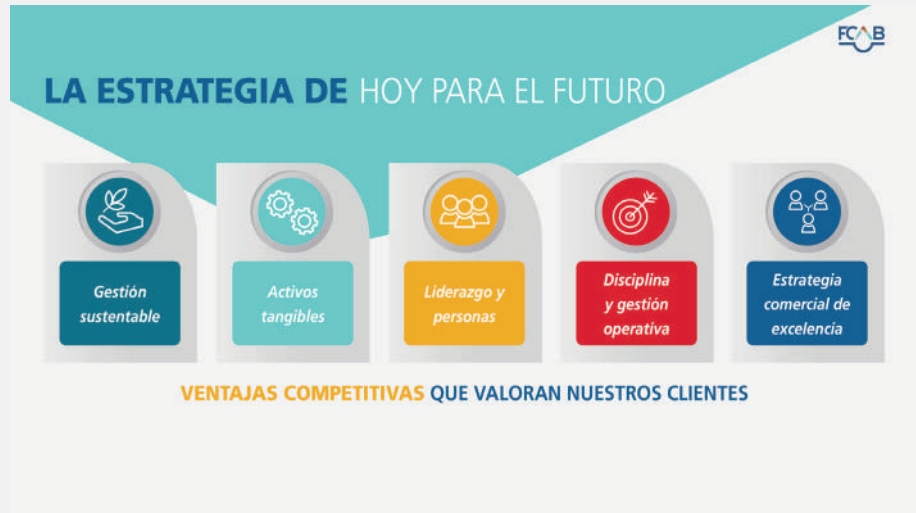 FCAB
LA ESTRATEGIA DE HOY PARA EL FUTURO
Gestión
sustentable
Activos
tangibles
Liderazgo y
personas
Disciplina
y gestión
operativa
Estrategia
comercial de
excelencia
VENTAJAS COMPETITIVAS QUE VALORAN NUESTROS CLIENTES